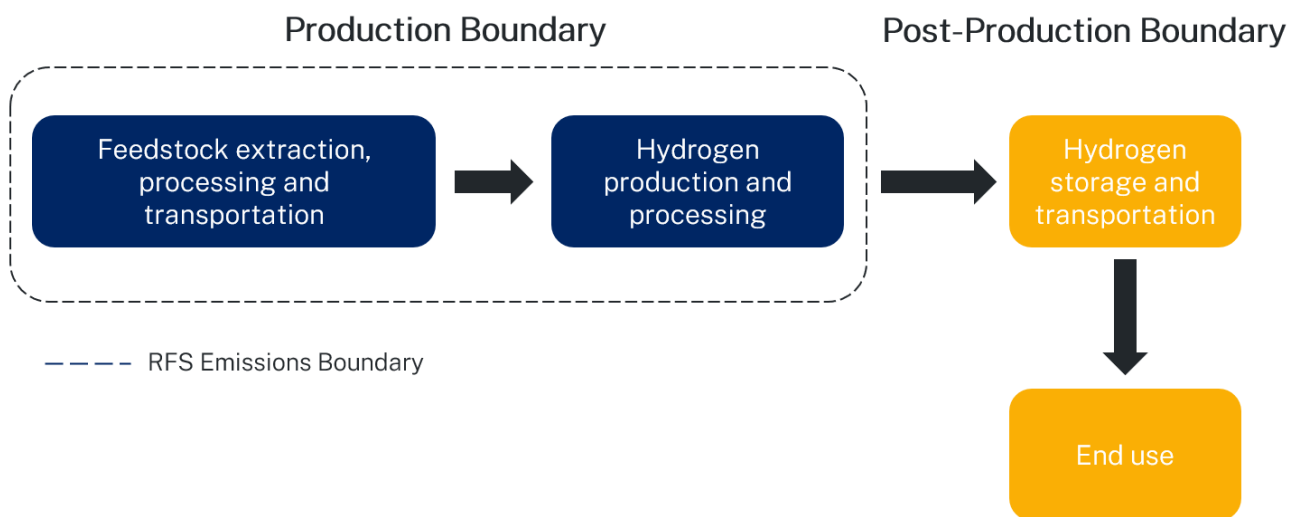 Production Boundary
Post-Production Boundary
Feedstock extraction,
processing and
transportation
Hydrogen
production and
processing
Hydrogen
storage and
transportation
RFS Emissions Boundary
End use